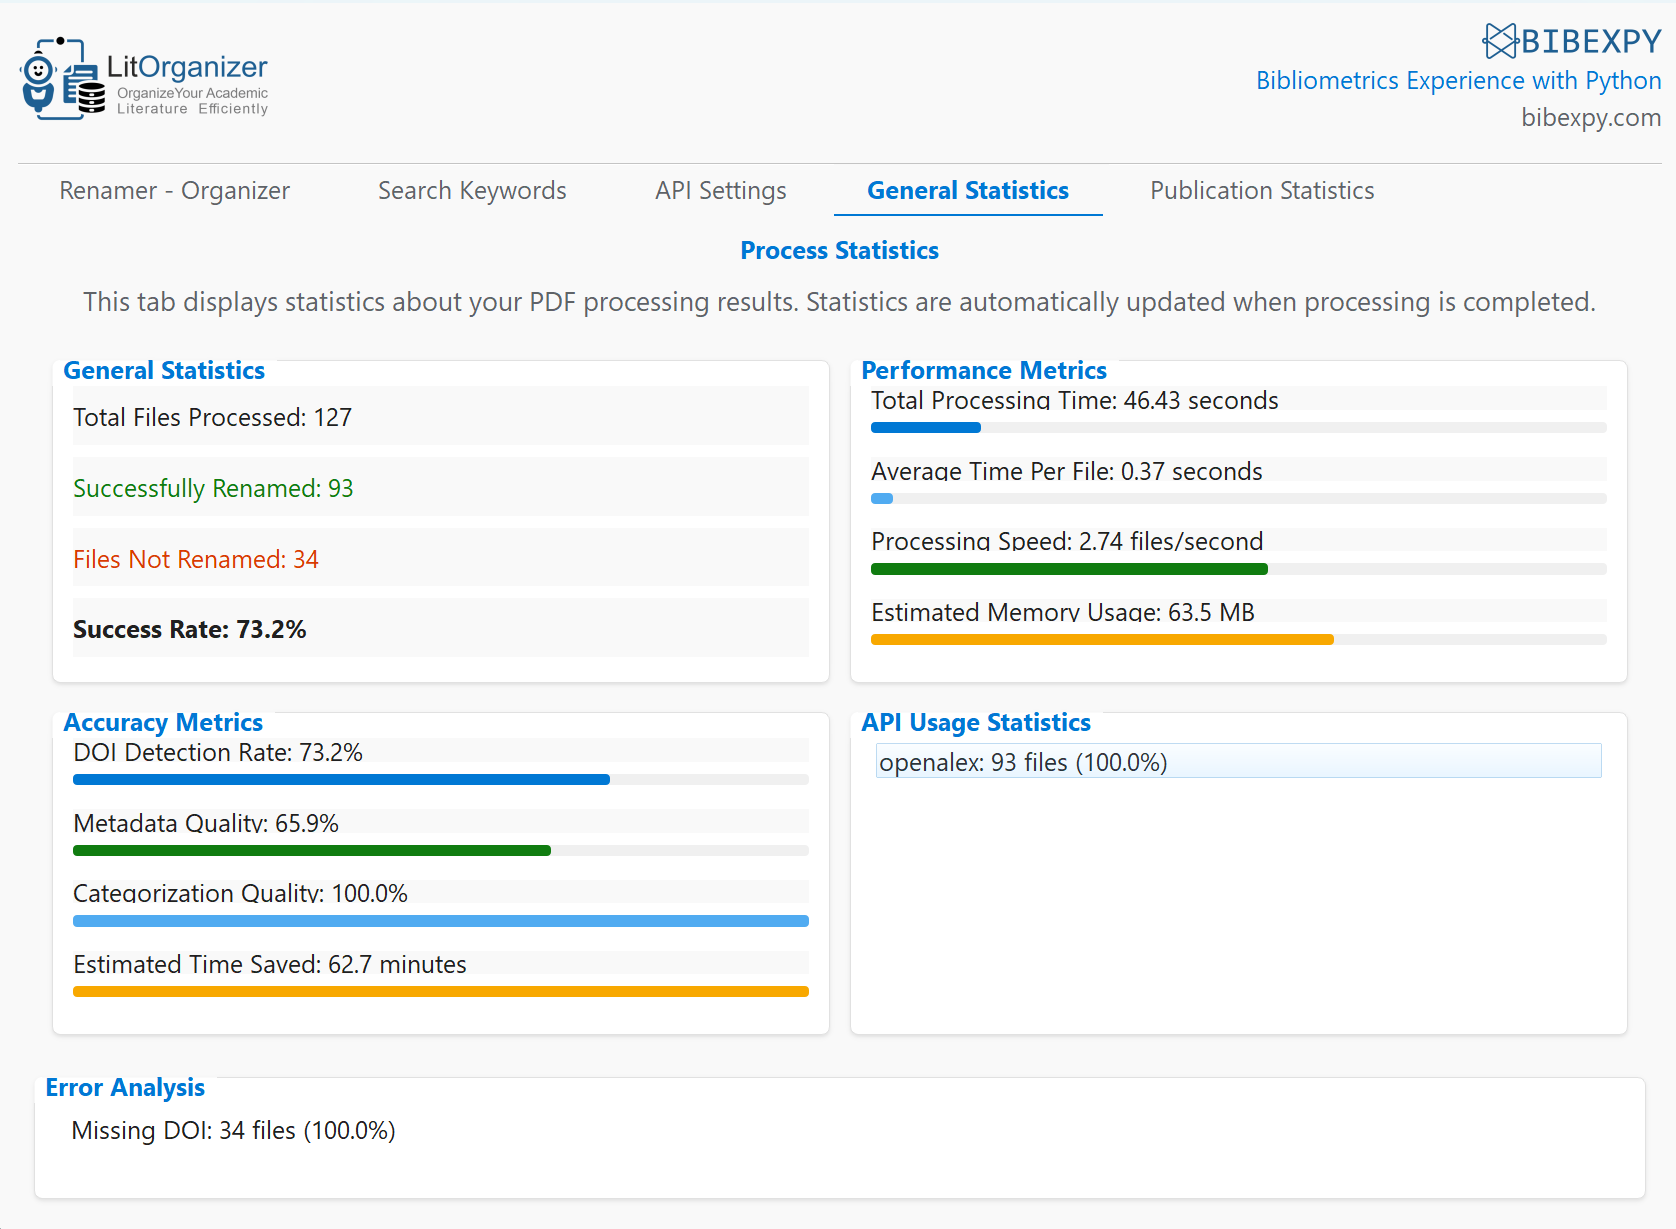 LitOrganizer
OrganizeYour Academic
Literature Efficiently
BIBEXPY
Bibliometrics Experience with Python
bibexpy.com
Renamer - Organizer
Search Keywords
API Settings
General Statistics
Publication Statistics
Process Statistics
This tab displays statistics about your PDF processing results. Statistics are automatically updated when processing is completed.
General Statistics
Total Files Processed: 127
Successfully Renamed: 93
Files Not Renamed: 34
Success Rate: 73.2%
Performance Metrics
Total Processing Time: 46.43 seconds
Average Time Per File: 0.37 seconds
Processing Speed: 2.74 files/second
Estimated Memory Usage: 63.5 MB
Accuracy Metrics
DOI Detection Rate: 73.2%
Metadata Quality: 65.9%
Categorization Quality: 100.0%
Estimated Time Saved: 62.7 minutes
API Usage Statistics
openalex: 93 files (100.0%)
Error Analysis
Missing DOI: 34 files (100.0%)